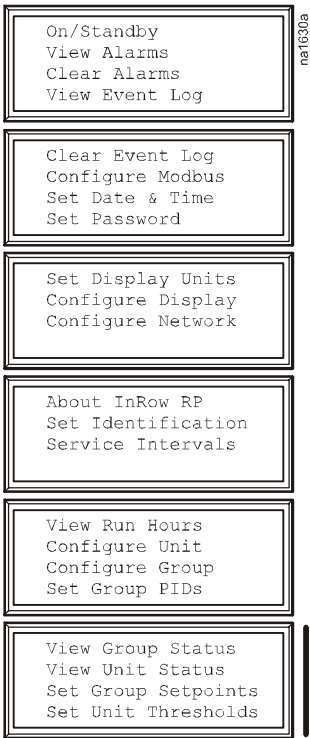 On/Standby
View Alarms
Clear Alarms
View Event Log
na1630a
Clear Event Log
Configure Modbus
Set Date & Time
Set Password
Set Display Units
Configure Display
Configure Network
About InRow RP
Set Identification
Service Intervals
View Run Hours
Configure Unit
Configure Group
Set Group PIDs
View Group Status
View Unit Status
Set Group Setpoints
Set Unit Thresholds